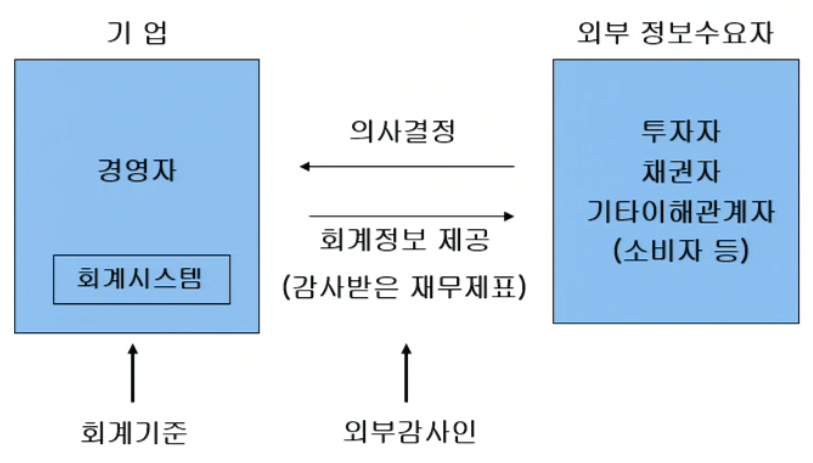 기 업
외부 정보수요자
경영자
회계시스템
의사결정
회계정보 제공
(감사받은 재무제표)
투자자
채권자
기타이해관계자
(소비자 등)
회계기준
외부감사인